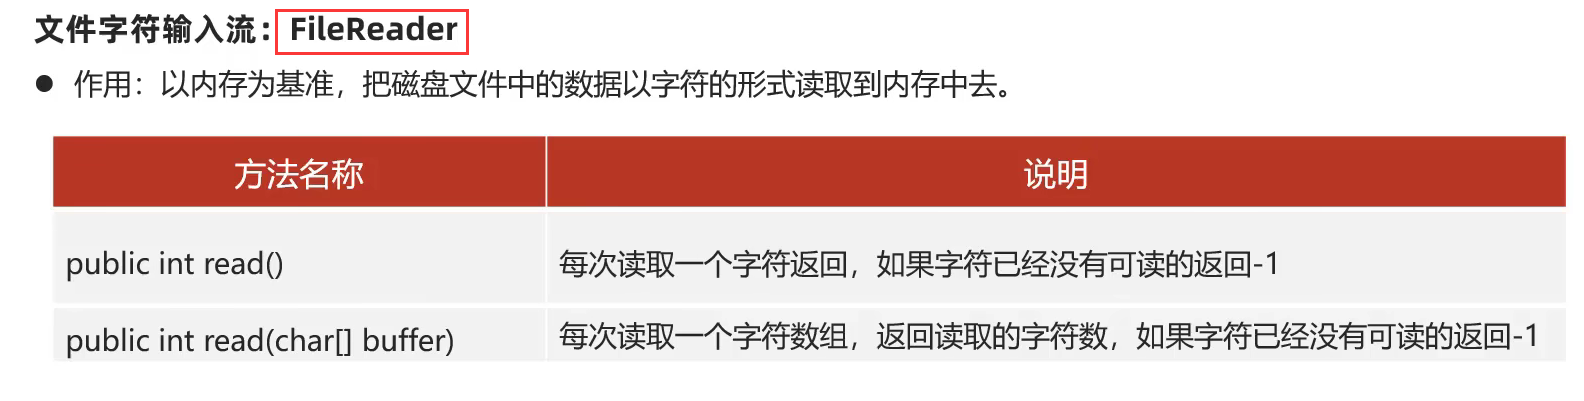 文件字符输入流：FileReader
● 作用：以内存为基准，把磁盘文件中的数据以字符的形式读取到内存中去。
方法名称 说明
public int read() 每次读取一个字符返回，如果字符已经没有可读的返回-1
public int read(char[] buffer) 每次读取一个字符数组，返回读取的字符数，如果字符已经没有可读的返回-1